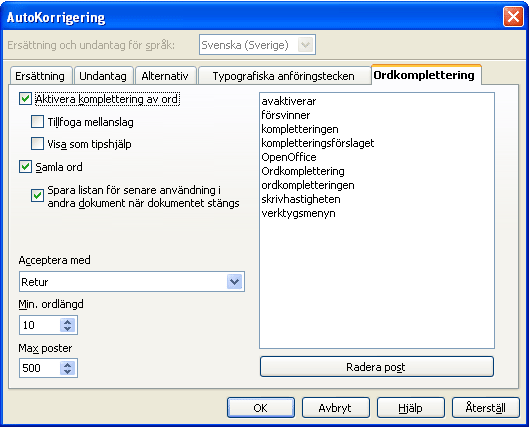 AutoKorrigering
Ersättning och undantag för språk: Svenska (Sverige)
Ersättning Undantag Alternativ Typografiska anföringstecken Ordkomplettering
Aktivera komplettering av ord
Tillfoga mellanslag
Visa som tipshjälp
Samla ord
Spara listan för senare användning i
andra dokument när dokumentet stängs
Acceptera med
Retur
Min. ordlängd
10
Max poster
500
avaktiverar
försvinner
kompletteringen
kompletteringsförslaget
OpenOffice
Ordkomplettering
ordkompletteringen
skrivhastigheten
verktygsmenyn
Radera post
OK Avbryt Hjälp Återställ